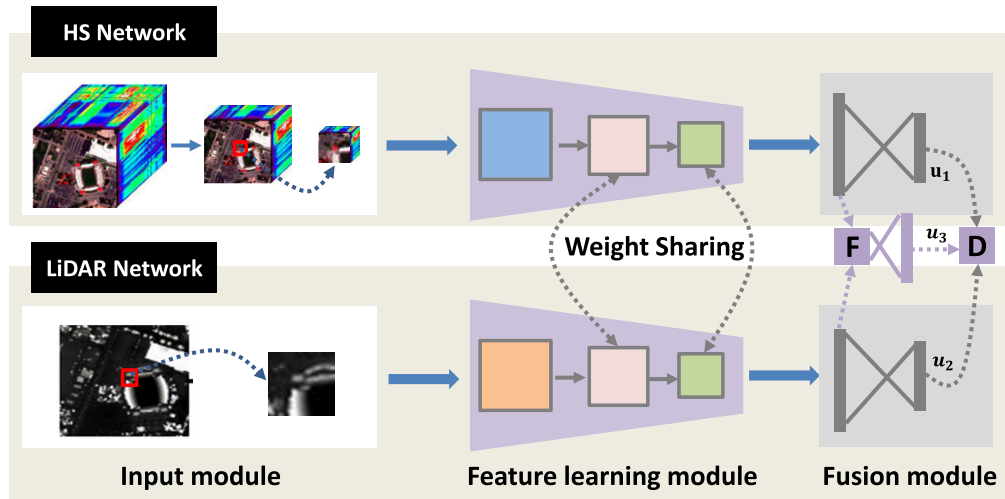 HS Network
u₁
Weight Sharing
F
u₃
D
LiDAR Network
u₂
Input module
Feature learning module
Fusion module